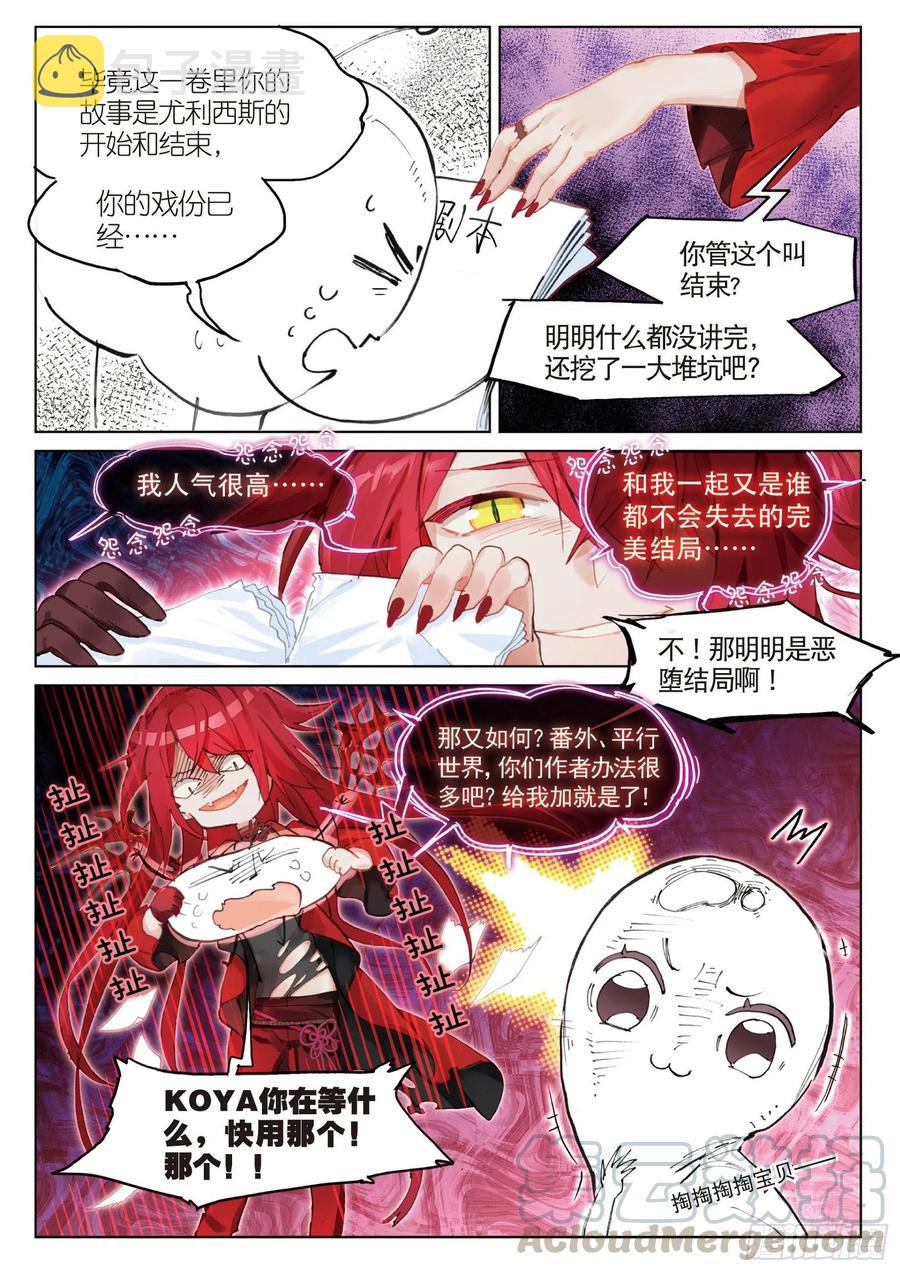 包子漫畫
毕竟这一卷里你的
故事是尤利西斯的
开始和结束，
你的戏份已
经……
剧本
你管这个叫
结束？
明明什么都没讲完，
还挖了一大堆坑吧？
怨念怨念
我人气很高……
怨念怨念
怨念怨念
和我一起又是谁
都不会失去的完
美结局……
怨念怨念
不！那明明是恶
堕结局啊！
那又如何？番外、平行
世界，你们作者办法很
多吧？给我加就是了！
扯
扯
扯
扯
扯
扯
扯
扯
扯
扯
扯
扯
KOYA你在等什
么，快用那个！
那个！！
掏掏掏掏宝贝——
AcloudMerge.com